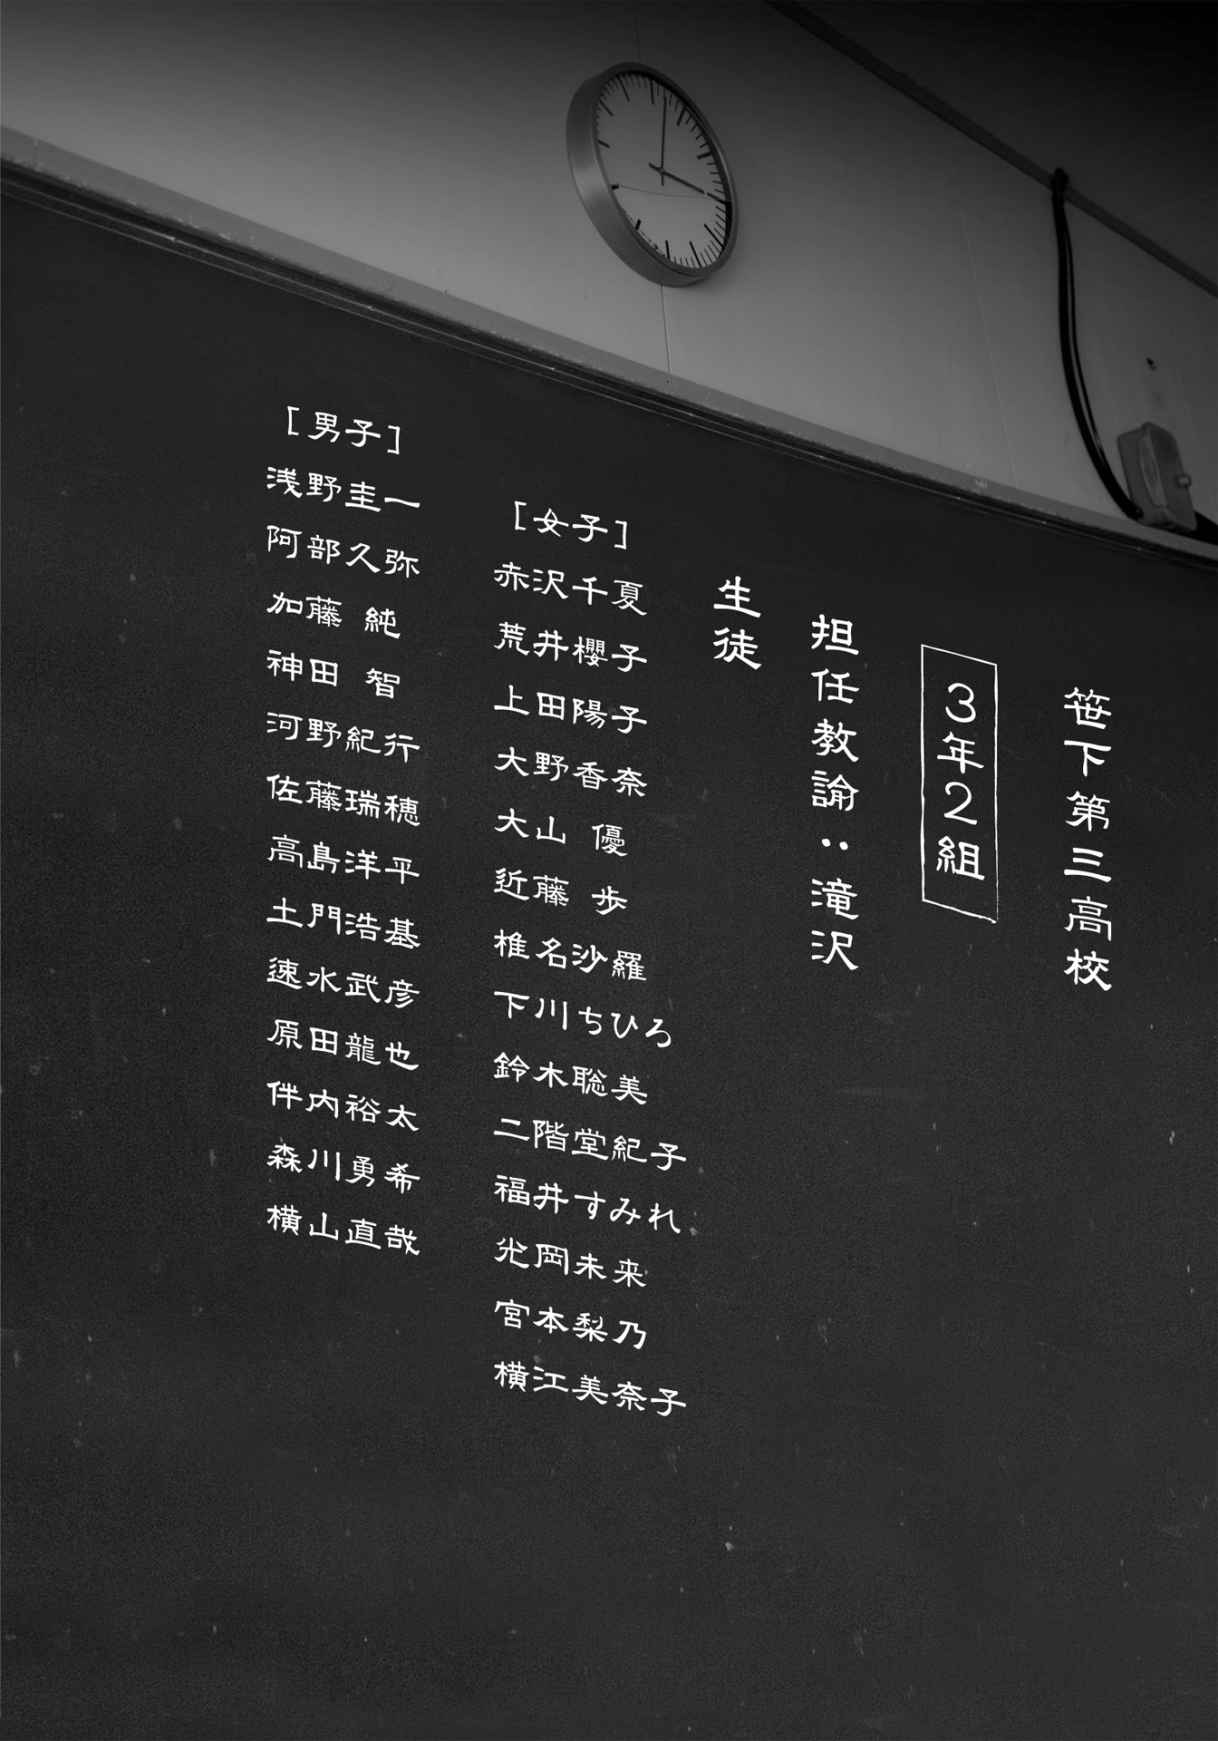 笹下第三高校
3年2組
担任教諭：滝沢
生徒
［女子］
赤沢千夏
荒井櫻子
上田陽子
大野香奈
大山 優
近藤 歩
椎名沙羅
下川ちひろ
鈴木聡美
二階堂紀子
福井すみれ
光岡未来
宮本梨乃
横江美奈子
［男子］
浅野圭一
阿部久弥
加藤 純
神田 智
河野紀行
佐藤瑞穂
高島洋平
土門浩基
速水武彦
原田龍也
伴内裕太
森川勇希
横山直哉